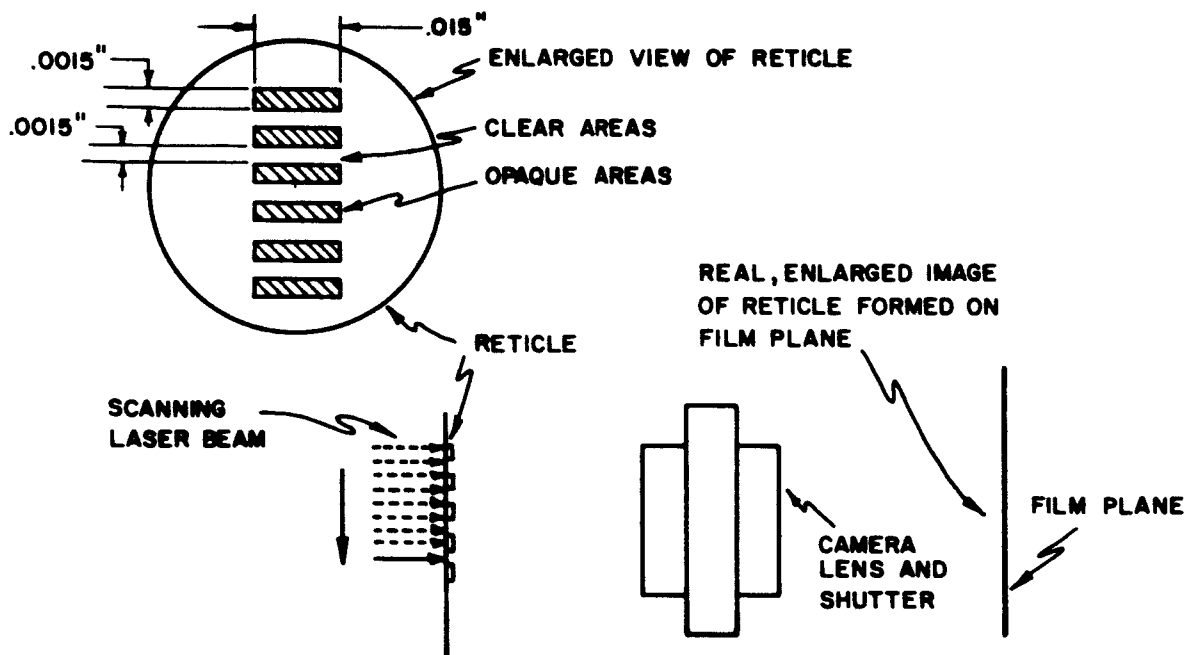 .015"
.0015"
ENLARGED VIEW OF RETICLE
.0015"
CLEAR AREAS
OPAQUE AREAS
REAL, ENLARGED IMAGE
OF RETICLE FORMED ON
FILM PLANE
RETICLE
SCANNING
LASER BEAM
FILM PLANE
CAMERA
LENS AND
SHUTTER